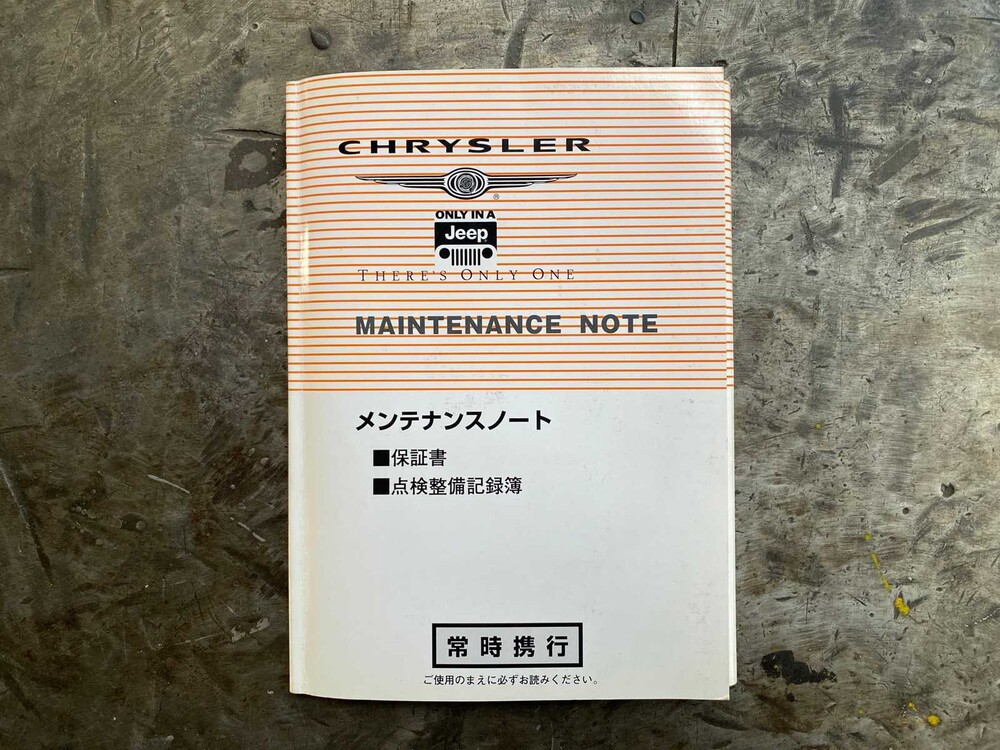 CHRYSLER
®
ONLY IN A
Jeep
THERE'S ONLY ONE
MAINTENANCE NOTE
メンテナンスノート
■保証書
■点検整備記録簿
常時携行
ご使用のまえに必ずお読みください。